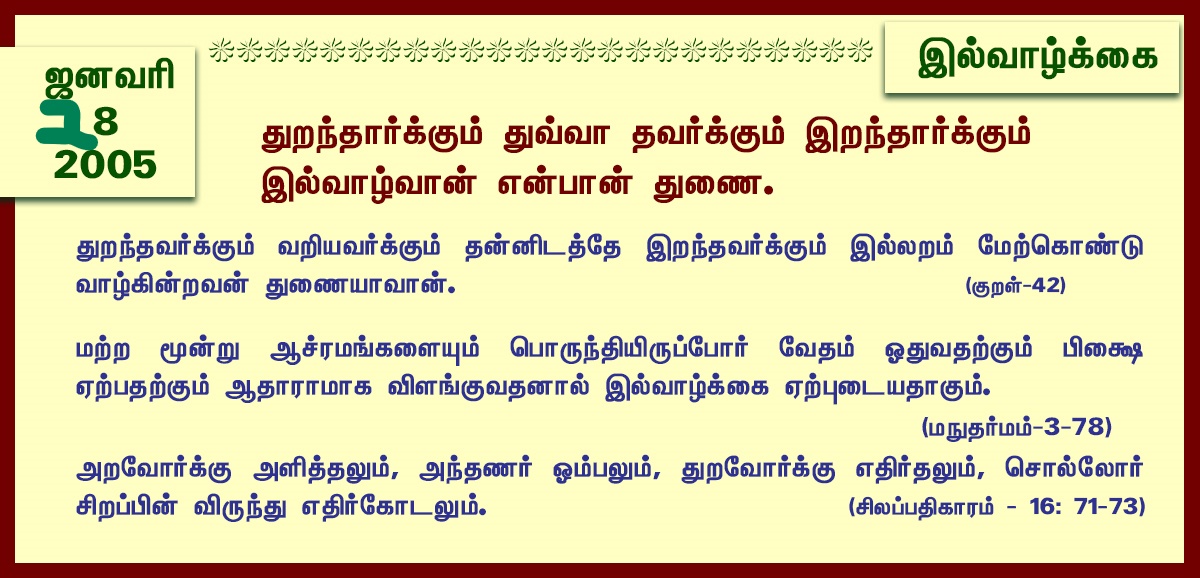 ஜனவரி
8
2005
இல்வாழ்க்கை
துறந்தார்க்கும் துவ்வா தவர்க்கும் இறந்தார்க்கும்
இல்வாழ்வான் என்பான் துணை.
துறந்தவர்க்கும் வறியவர்க்கும் தன்னிடத்தே இறந்தவர்க்கும் இல்லறம் மேற்கொண்டு
வாழ்கின்றவன் துணையாவான். (குறள்-42)
மற்ற மூன்று ஆச்ரமங்களையும் பொருந்தியிருப்போர் வேதம் ஓதுவதற்கும் பிக்ஷை
ஏற்பதற்கும் ஆதாராமாக விளங்குவதனால் இல்வாழ்க்கை ஏற்புடையதாகும்.
(மநுதர்மம்-3-78)
அறவோர்க்கு அளித்தலும், அந்தணர் ஓம்பலும், துறவோர்க்கு எதிர்தலும், சொல்லோர்
சிறப்பின் விருந்து எதிர்கோடலும். (சிலப்பதிகாரம் - 16: 71-73)